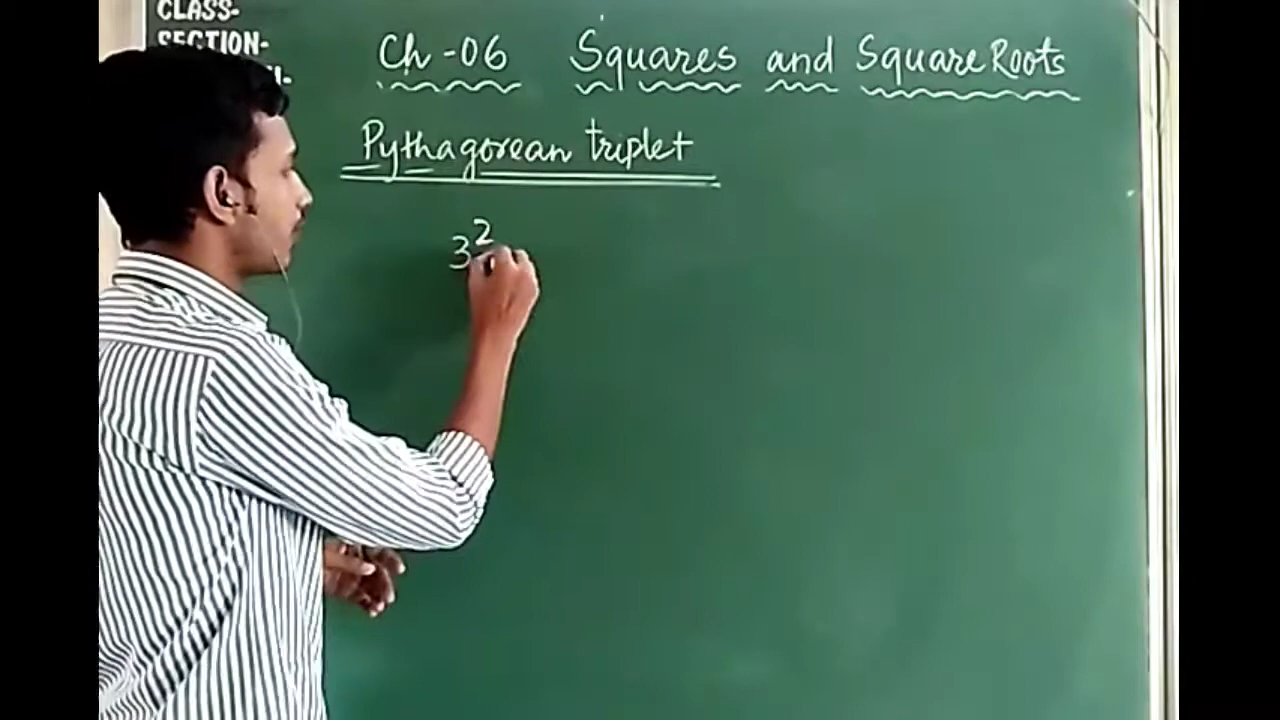 CLASS-
SECTION-
Ch-06 Squares and Square Roots
Pythagorean triplet
3²